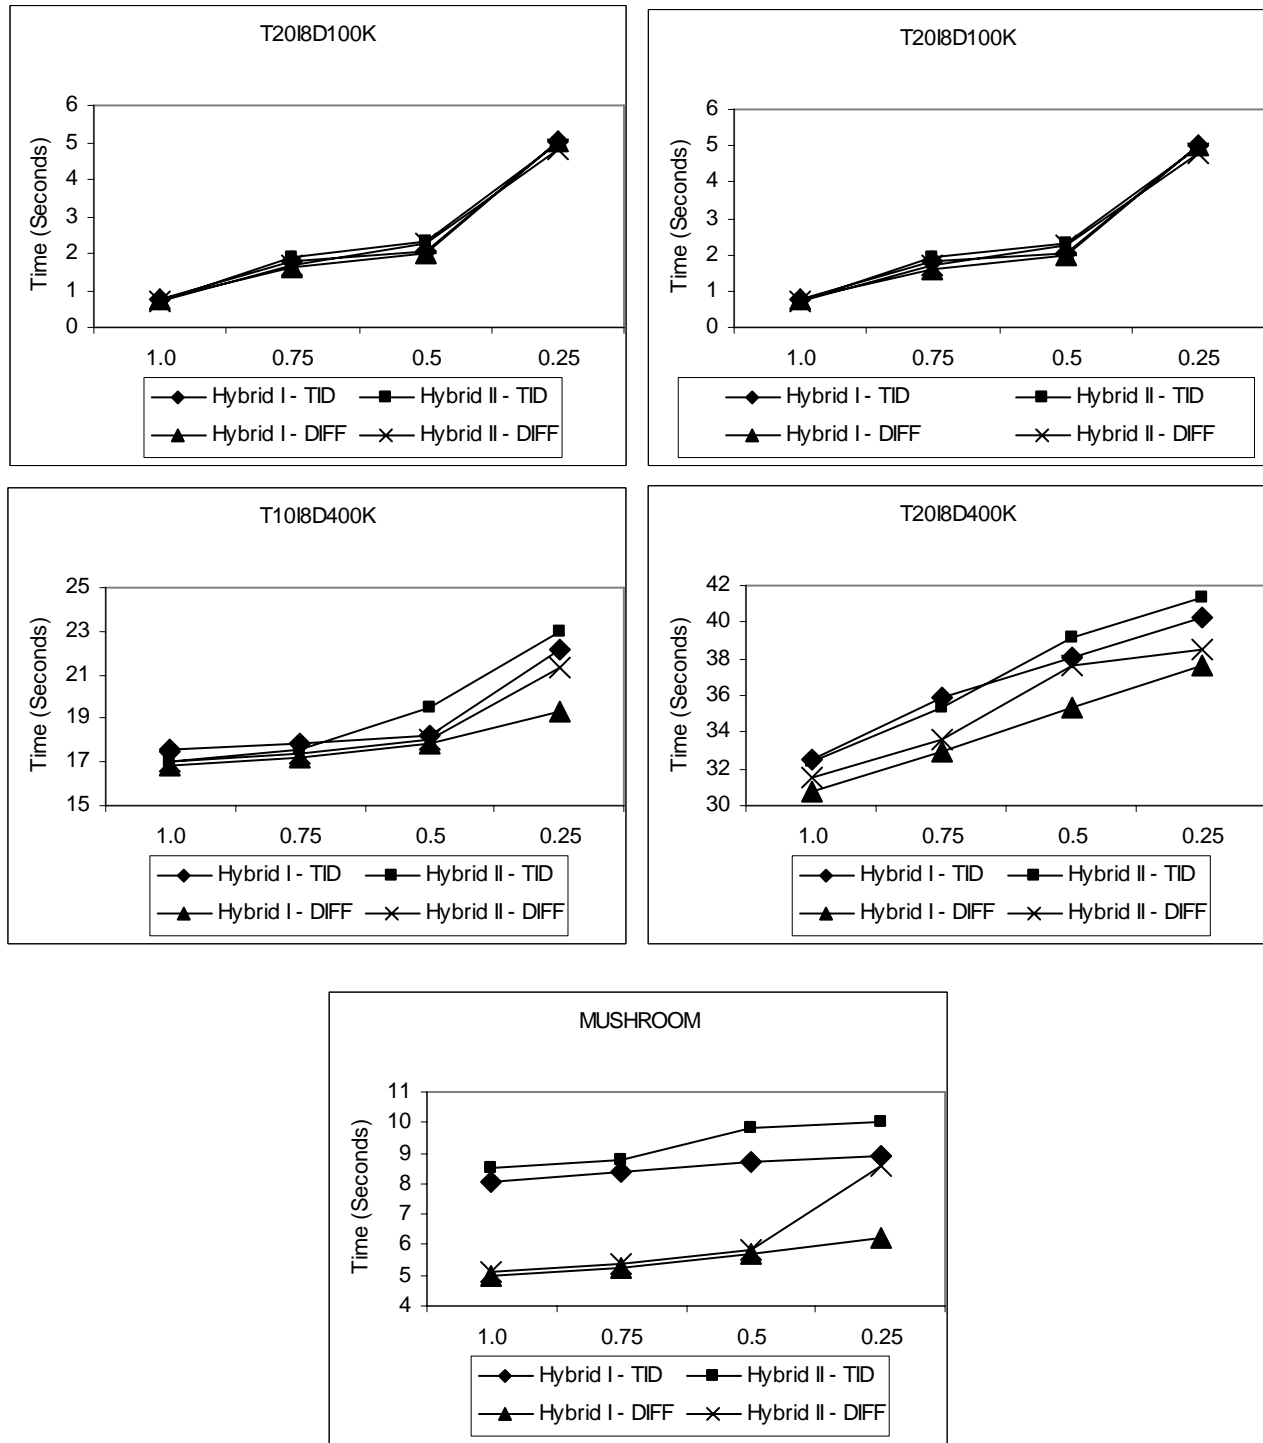 T20I8D100K
Time (Seconds)
6
5
4
3
2
1
0
1.0 0.75 0.5 0.25
Hybrid I - TID Hybrid II - TID
Hybrid I - DIFF Hybrid II - DIFF
T20I8D100K
Time (Seconds)
6
5
4
3
2
1
0
1.0 0.75 0.5 0.25
Hybrid I - TID Hybrid II - TID
Hybrid I - DIFF Hybrid II - DIFF
T10I8D400K
Time (Seconds)
25
23
21
19
17
15
1.0 0.75 0.5 0.25
Hybrid I - TID Hybrid II - TID
Hybrid I - DIFF Hybrid II - DIFF
T20I8D400K
Time (Seconds)
42
40
38
36
34
32
30
1.0 0.75 0.5 0.25
Hybrid I - TID Hybrid II - TID
Hybrid I - DIFF Hybrid II - DIFF
MUSHROOM
Time (Seconds)
11
10
9
8
7
6
5
4
1.0 0.75 0.5 0.25
Hybrid I - TID Hybrid II - TID
Hybrid I - DIFF Hybrid II - DIFF